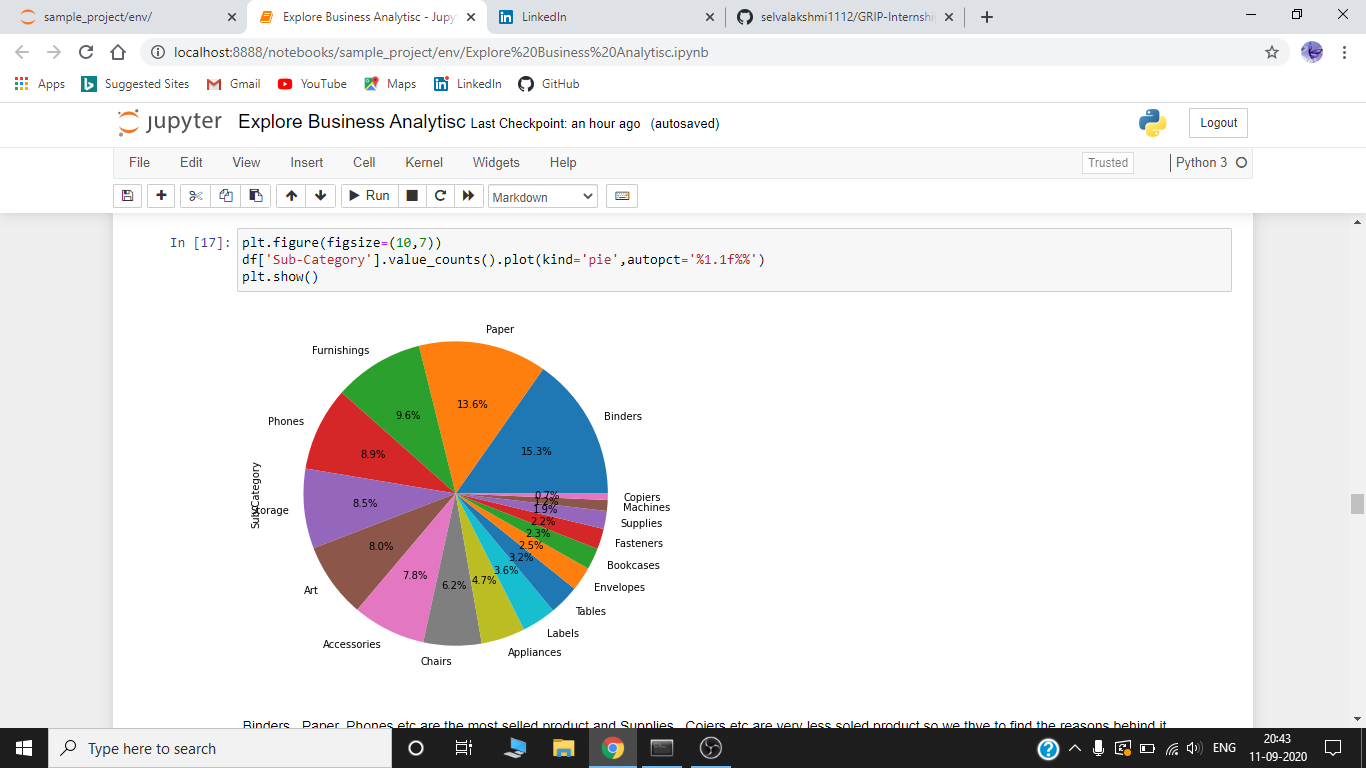 sample_project/env/
Explore Business Analytisc - Jupy
LinkedIn
selvalakshmi1112/GRIP-Internshi
localhost:8888/notebooks/sample_project/env/Explore%20Business%20Analytisc.ipynb
Apps Suggested Sites Gmail YouTube Maps LinkedIn GitHub
jupyter Explore Business Analytisc Last Checkpoint: an hour ago (autosaved)
Logout
File Edit View Insert Cell Kernel Widgets Help
Trusted Python 3
Run Markdown
In [17]: plt.figure(figsize=(10,7))
df['Sub-Category'].value_counts().plot(kind='pie',autopct='%1.1f%%')
plt.show()
Paper
Furnishings
13.6%
9.6%
Binders
Phones
15.3%
8.9%
Sub-Category
Storage
8.5%
0.7% Copiers
1.2% Machines
1.9% Supplies
2.2% Fasteners
2.3% Bookcases
2.5% Envelopes
3.2% Tables
3.6% Labels
4.7% Appliances
6.2% Chairs
7.8% Accessories
8.0% Art
Binders , Paper, Phones etc are the most selled product and Supplies , Coiers etc are very less soled product so we thve to find the reasons behind it
Type here to search
ENG
20:43
11-09-2020